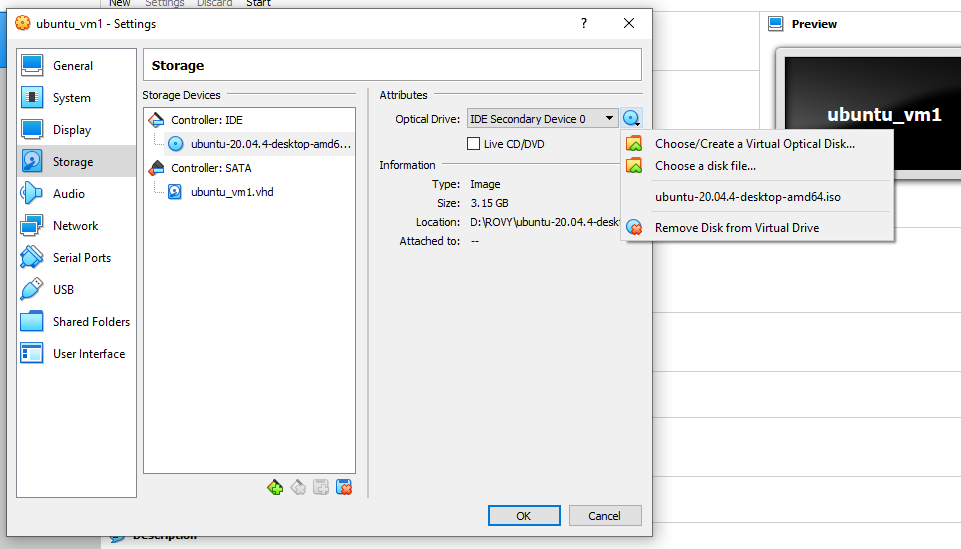 New Settings Discard Start
ubuntu_vm1 - Settings
?
Preview
General
System
Display
Storage
Audio
Network
Serial Ports
USB
Shared Folders
User Interface
Storage
Storage Devices
Controller: IDE
ubuntu-20.04.4-desktop-amd6...
Controller: SATA
ubuntu_vm1.vhd
Attributes
Optical Drive: IDE Secondary Device 0
Live CD/DVD
Information
Type: Image
Size: 3.15 GB
Location: D:\ROVY\ubuntu-20.04.4-desk
Attached to: --
Choose/Create a Virtual Optical Disk...
Choose a disk file...
ubuntu-20.04.4-desktop-amd64.iso
Remove Disk from Virtual Drive
ubuntu_vm1
OK
Cancel
Description